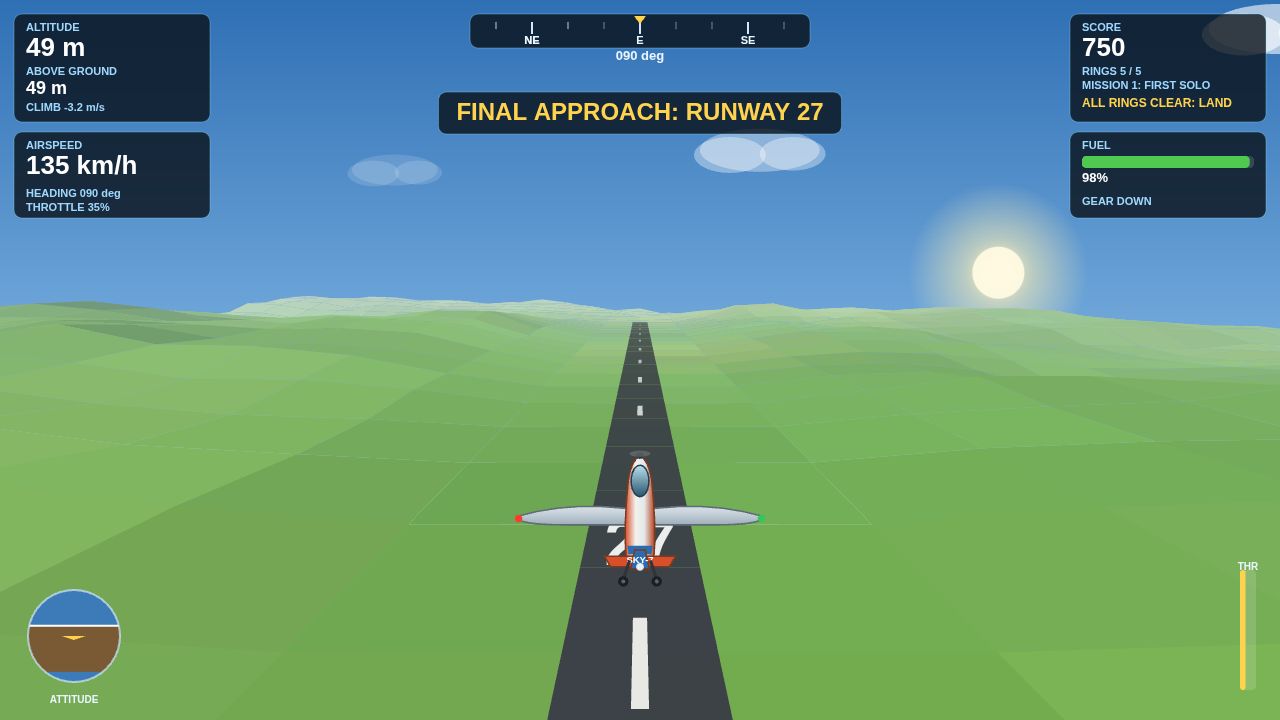 ALTITUDE
49 m
ABOVE GROUND
49 m
CLIMB -3.2 m/s
AIRSPEED
135 km/h
HEADING 090 deg
THROTTLE 35%
NE E SE
090 deg
FINAL APPROACH: RUNWAY 27
SCORE
750
RINGS 5 / 5
MISSION 1: FIRST SOLO
ALL RINGS CLEAR: LAND
FUEL
98%
GEAR DOWN
27
THR
ATTITUDE